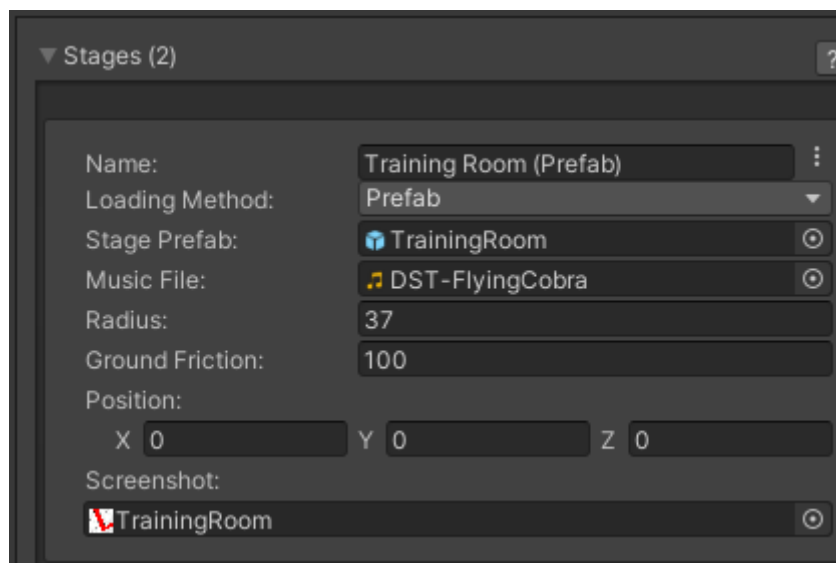 Stages (2)
?
Name: Training Room (Prefab)
Loading Method: Prefab
Stage Prefab: TrainingRoom
Music File: DST-FlyingCobra
Radius: 37
Ground Friction: 100
Position:
X 0 Y 0 Z 0
Screenshot:
TrainingRoom